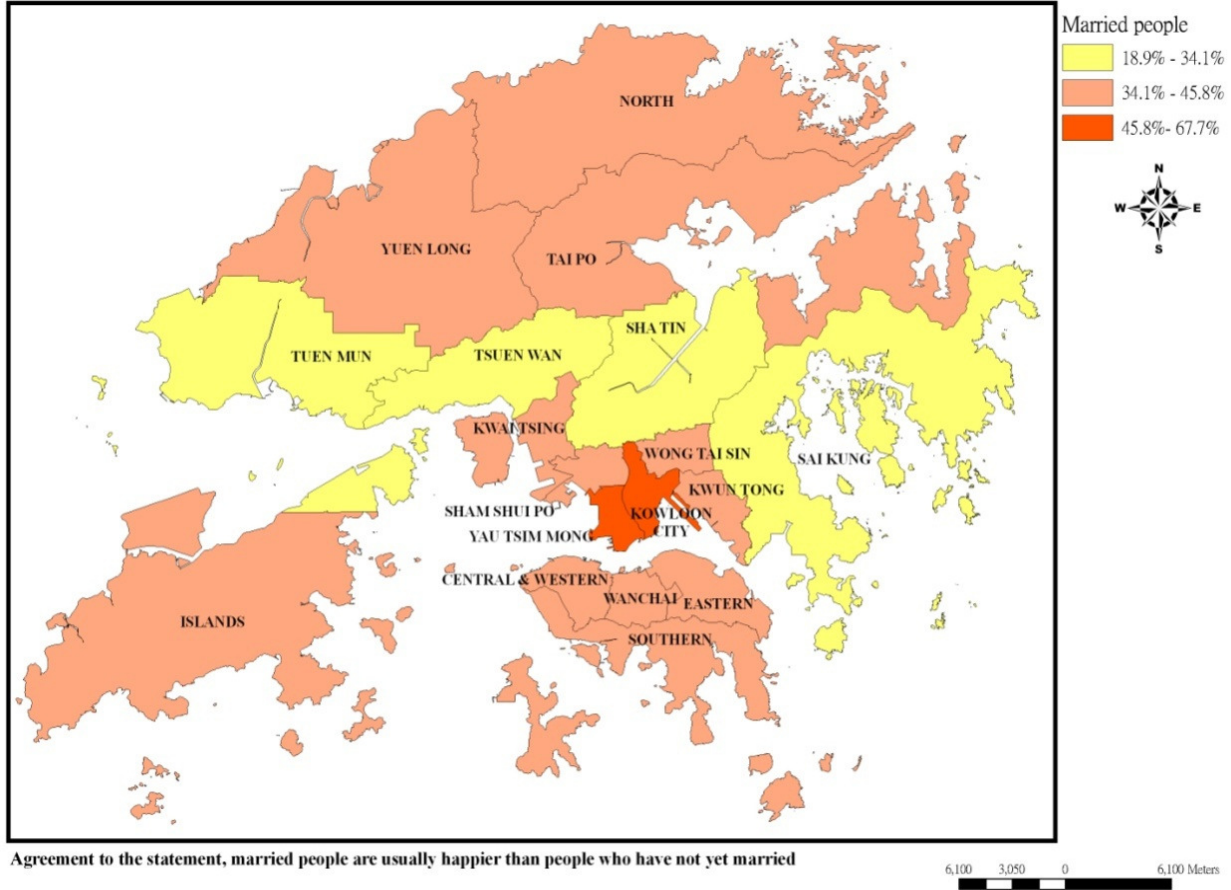 Married people
18.9% - 34.1%
34.1% - 45.8%
45.8%- 67.7%
N
W E
S
NORTH
YUEN LONG
TAI PO
SHA TIN
TUEN MUN
TSUEN WAN
KWAI TSING
WONG TAI SIN
SAI KUNG
KWUN TONG
SHAM SHUI PO
KOWLOON
CITY
YAU TSIM MONG
CENTRAL & WESTERN
WANCHAI
EASTERN
ISLANDS
SOUTHERN
Agreement to the statement, married people are usually happier than people who have not yet married
6,100 3,050 0 6,100 Meters